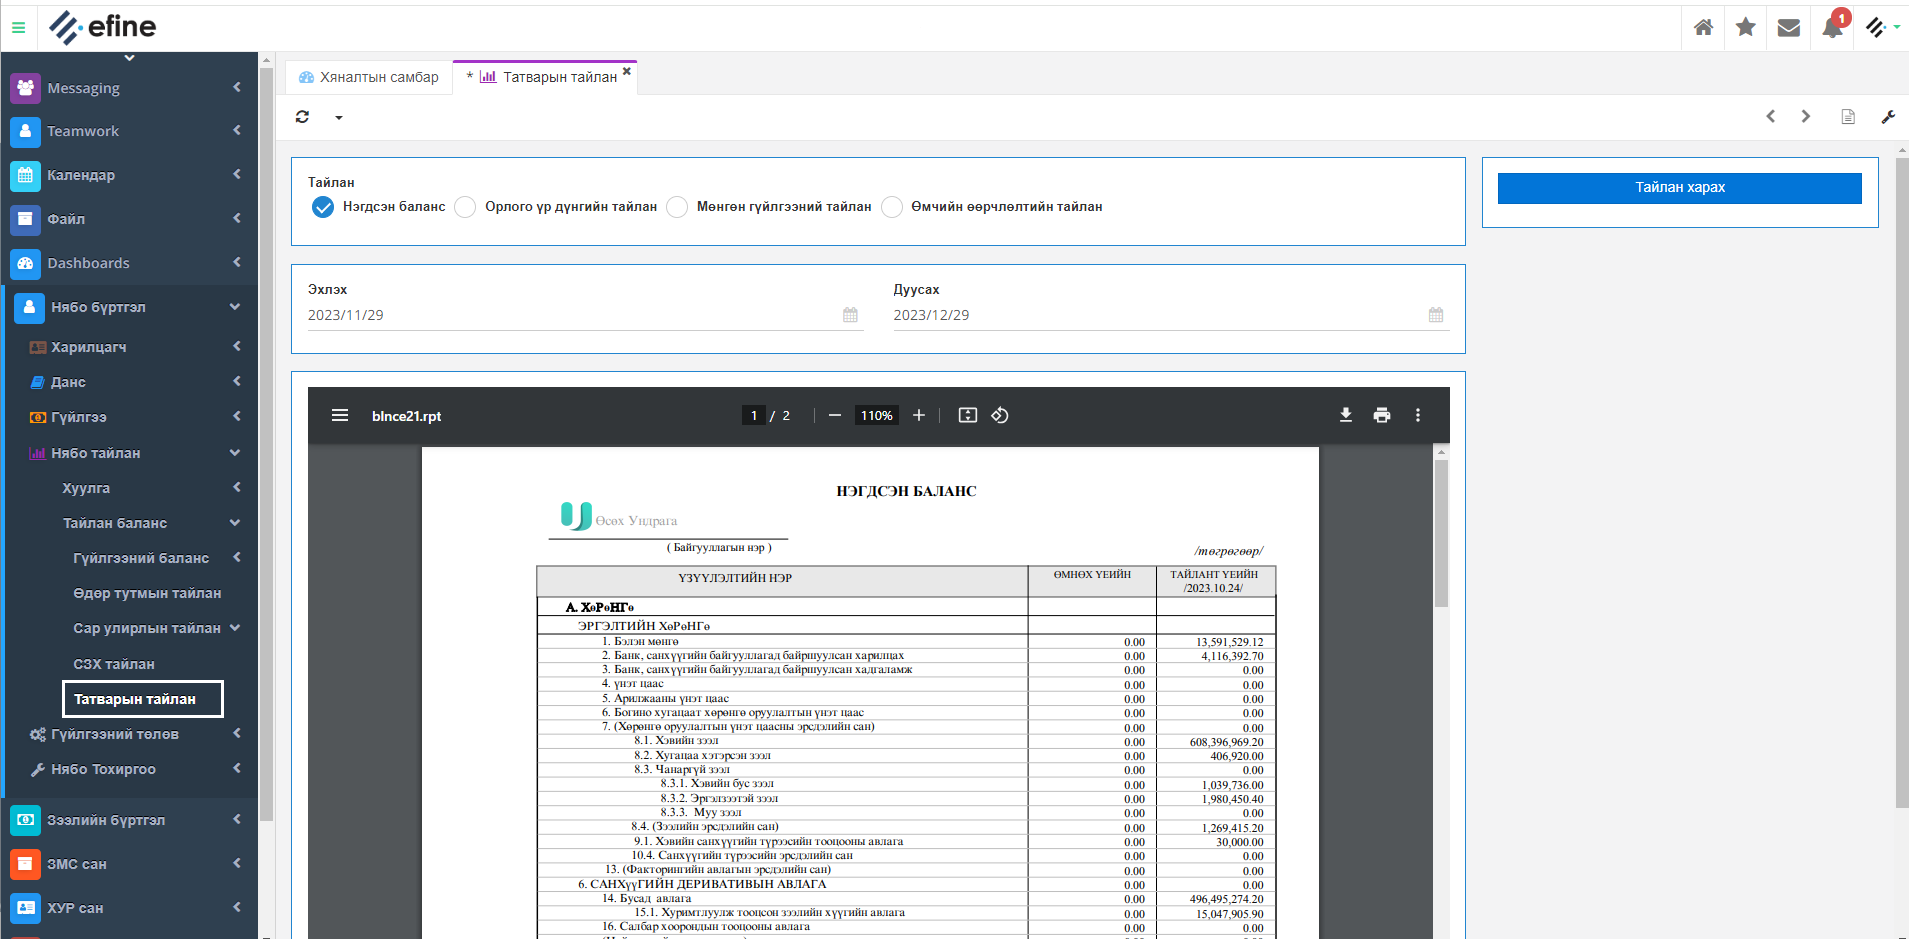 efine
1
Messaging
Teamwork
Календар
Файл
Dashboards
Нябо бүртгэл
Харилцагч
Данс
Гүйлгээ
Нябо тайлан
Хуулга
Тайлан баланс
Гүйлгээний баланс
Өдөр тутмын тайлан
Сар улирлын тайлан
СЗХ тайлан
Татварын тайлан
Гүйлгээний төлөв
Нябо Тохиргоо
Зээлийн бүртгэл
ЗМС сан
ХУР сан
Хяналтын самбар
* Татварын тайлан
Тайлан
Нэгдсэн баланс Орлого үр дүнгийн тайлан Мөнгөн гүйлгээний тайлан Өмчийн өөрчлөлтийн тайлан
Тайлан харах
Эхлэх Дуусах
2023/11/29 2023/12/29
blnce21.rpt 1 / 2 110%
НЭГДСЭН БАЛАНС
Өсөх Ундрага
( Байгууллагын нэр )
/төгрөгөөр/
ҮЗҮҮЛЭЛТИЙН НЭР ӨМНӨХ ҮЕИЙН ТАЙЛАНТ ҮЕИЙН
/2023.10.24/
А. ХөРөНГө
ЭРГЭЛТИЙН ХөРөНГө
1. Бэлэн мөнгө 0.00 13,591,529.12
2. Банк, санхүүгийн байгууллагад байршуулсан харилцах 0.00 4,116,392.70
3. Банк, санхүүгийн байгууллагад байршуулсан хадгаламж 0.00 0.00
4. үнэт цаас 0.00 0.00
5. Арилжааны үнэт цаас 0.00 0.00
6. Богино хугацаат хөрөнгө оруулалтын үнэт цаас 0.00 0.00
7. (Хөрөнгө оруулалтын үнэт цаасны эрсдэлийн сан) 0.00 0.00
8.1. Хэвийн зээл 0.00 608,396,969.20
8.2. Хугацаа хэтэрсэн зээл 0.00 406,920.00
8.3. Чанаргүй зээл 0.00 0.00
8.3.1. Хэвийн бус зээл 0.00 1,039,736.00
8.3.2. Эргэлзээтэй зээл 0.00 1,980,450.40
8.3.3. Муу зээл 0.00 0.00
8.4. (Зээлийн эрсдэлийн сан) 0.00 1,269,415.20
9.1. Хэвийн санхүүгийн түрээсийн тооцооны авлага 0.00 30,000.00
10.4. Санхүүгийн түрээсийн эрсдэлийн сан 0.00 0.00
13. (Факторингийн авлагын эрсдэлийн сан) 0.00 0.00
6. САНХүүГИЙН ДЕРИВАТИВЫН АВЛАГА 0.00 0.00
14. Бусад авлага 0.00 496,495,274.20
15.1. Хуримтлуулж тооцсон зээлийн хүүгийн авлага 0.00 15,047,905.90
16. Салбар хоорондын тооцооны авлага 0.00 0.00